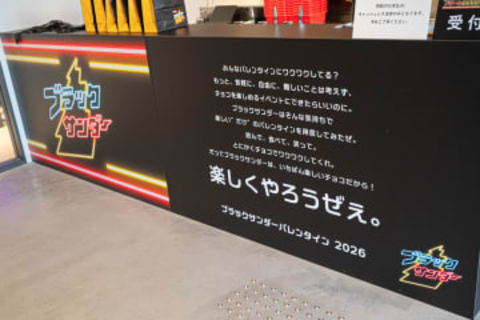 受付
ブラック
サンダー
みんなバレンタインにワクワクしてる?
もっと、気軽に、自由に、難しいことは考えず、
チョコを楽しめるイベントにできたらいいのに。
ブラックサンダーはそんな気持ちで
楽しい“だけ”のバレンタインを用意してみたぜ。
遊んで、食べて、笑って。
とにかくチョコでワクワクしてくれ。
だってブラックサンダーは、いちばん楽しいチョコだから!
楽しくやろうぜえ。
ブラックサンダーバレンタイン 2026
ブラック
サンダー